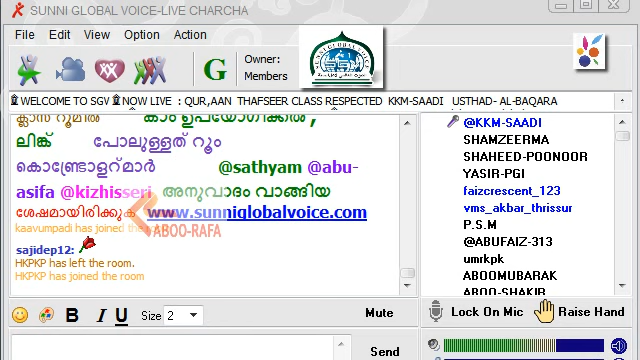 SUNNI GLOBAL VOICE-LIVE CHARCHA
File Edit View Option Action
G
Owner:
Members
WELCOME TO SGV NOW LIVE : QUR,AAN THAFSEER CLASS RESPECTED KKM-SAADI USTHAD- AL-BAQARA
ക്ലാസ് റൂമിൽ കാം ഉപയോഗിക്കൽ ,
ലിങ്ക് പോലുള്ളത് റൂം
കൊണ്ട്രോളറ്മാർ @sathyam @abu-
asifa @kizhisseri അനുവാദം വാങ്ങിയ
ശേഷമായിരിക്കുക www.sunniglobalvoice.com
kaavumpadi has joined the room
ABOO-RAFA
sajidep12:
HKPKP has left the room.
HKPKP has joined the room
@KKM-SAADI
SHAMZEERMA
SHAHEED-POONOOR
YASIR-PGI
faizcrescent_123
vms_akbar_thrissur
P.S.M
@ABUFAIZ-313
umrkpk
ABOOMUBARAK
ABOO-SHAKIR
B I U Size 2 Mute
Lock On Mic Raise Hand
Send